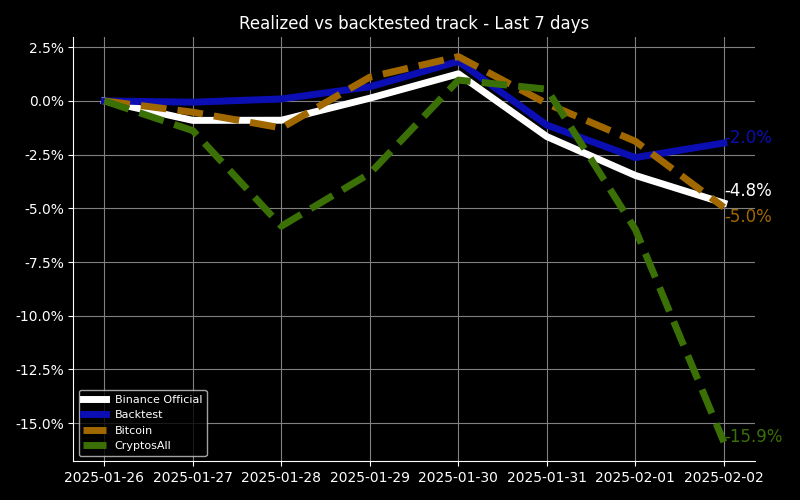 Realized vs backtested track - Last 7 days
2.5%
0.0%
-2.5%
-5.0%
-7.5%
-10.0%
-12.5%
-15.0%
-2.0%
-4.8%
-5.0%
-15.9%
Binance Official
Backtest
Bitcoin
CryptosAll
2025-01-26 2025-01-27 2025-01-28 2025-01-29 2025-01-30 2025-01-31 2025-02-01 2025-02-02